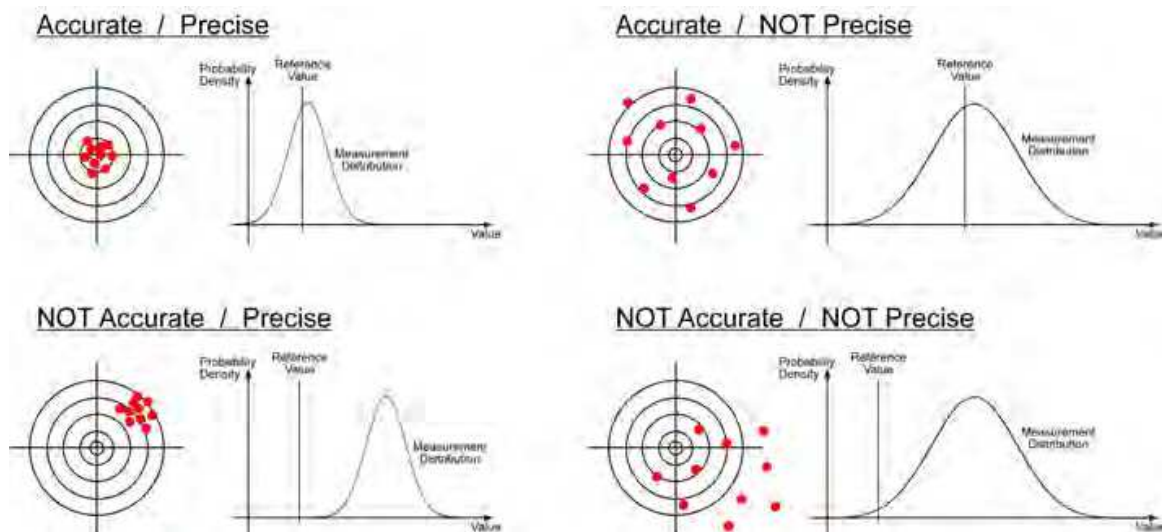 Accurate / Precise
Probability
Density
Reference
Value
Measurement
Distribution
Value
Accurate / NOT Precise
Probability
Density
Reference
Value
Measurement
Distribution
Value
NOT Accurate / Precise
Probability
Density
Reference
Value
Measurement
Distribution
Value
NOT Accurate / NOT Precise
Probability
Density
Reference
Value
Measurement
Distribution
Value